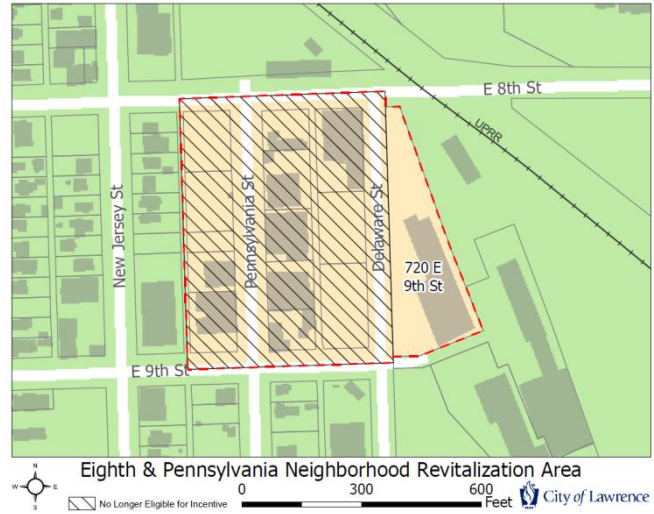 E 8th St
UPRR
New Jersey St
Pennsylvania St
Delaware St
720 E
9th St
E 9th St
Eighth & Pennsylvania Neighborhood Revitalization Area
N
W E
S
No Longer Eligible for Incentive
0 300 600
Feet
City of Lawrence